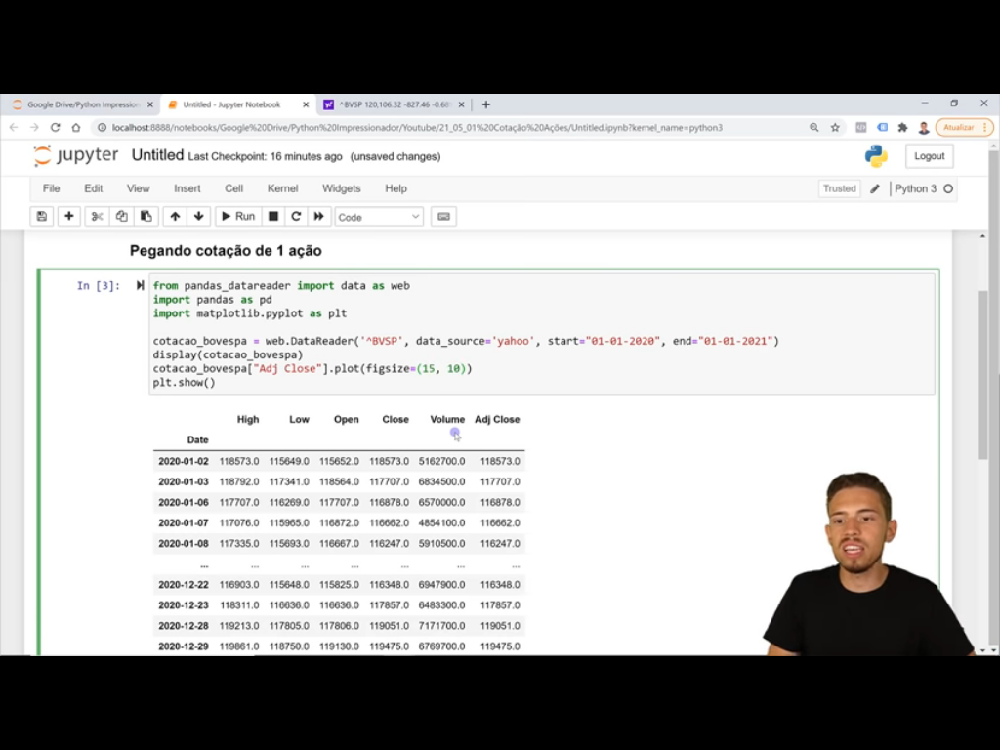 Google Drive/Python Impression
Untitled - Jupyter Notebook
^BVSP 120,106.32 -827.46 -0.68
localhost:8888/notebooks/Google%20Drive/Python%20Impressionador/Youtube/21_05_01%20Cotação%20Ações/Untitled.ipynb?kernel_name=python3
Atualizar
jupyter Untitled Last Checkpoint: 16 minutes ago (unsaved changes)
Logout
File Edit View Insert Cell Kernel Widgets Help
Trusted Python 3
Run Code
Pegando cotação de 1 ação
In [3]:
from pandas_datareader import data as web
import pandas as pd
import matplotlib.pyplot as plt
cotacao_bovespa = web.DataReader('^BVSP', data_source='yahoo', start="01-01-2020", end="01-01-2021")
display(cotacao_bovespa)
cotacao_bovespa["Adj Close"].plot(figsize=(15, 10))
plt.show()
High Low Open Close Volume Adj Close
Date
2020-01-02 118573.0 115649.0 115652.0 118573.0 5162700.0 118573.0
2020-01-03 118792.0 117341.0 118564.0 117707.0 6834500.0 117707.0
2020-01-06 117707.0 116269.0 117707.0 116878.0 6570000.0 116878.0
2020-01-07 117076.0 115965.0 116872.0 116662.0 4854100.0 116662.0
2020-01-08 117335.0 115693.0 116667.0 116247.0 5910500.0 116247.0
... ... ... ... ... ... ...
2020-12-22 116903.0 115648.0 115825.0 116348.0 6947900.0 116348.0
2020-12-23 118311.0 116636.0 116636.0 117857.0 6483300.0 117857.0
2020-12-28 119213.0 117805.0 117806.0 119051.0 7171700.0 119051.0
2020-12-29 119861.0 118750.0 119130.0 119475.0 6769700.0 119475.0